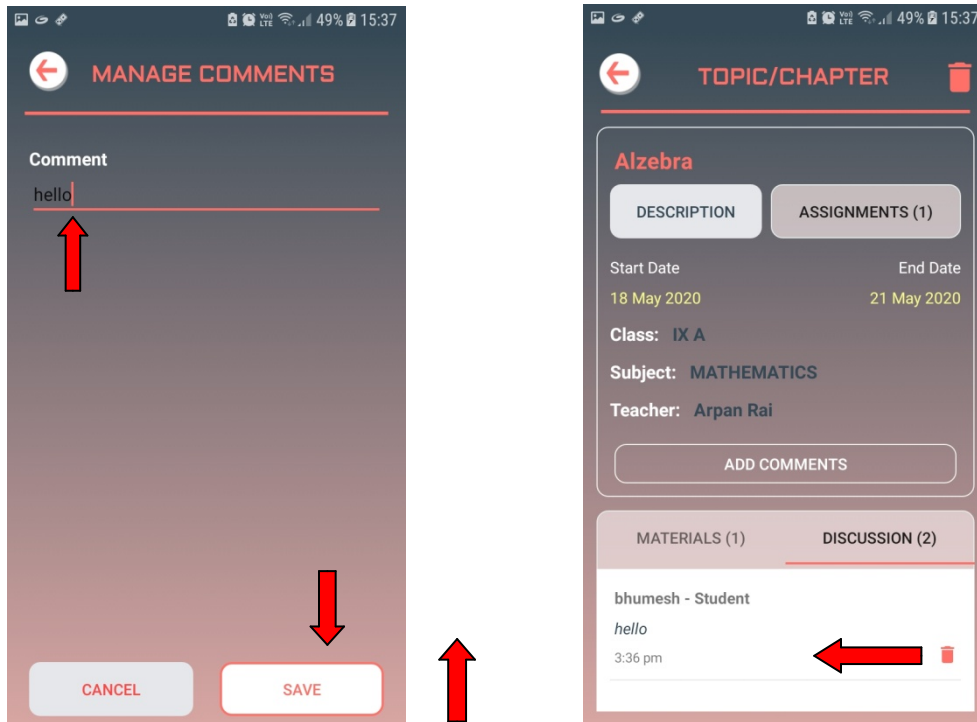 49% 15:37
MANAGE COMMENTS
Comment
hello
CANCEL
SAVE
Vo) LTE 49% 15:37
TOPIC/CHAPTER
Alzebra
DESCRIPTION
ASSIGNMENTS (1)
Start Date
End Date
18 May 2020
21 May 2020
Class: IX A
Subject: MATHEMATICS
Teacher: Arpan Rai
ADD COMMENTS
MATERIALS (1)
DISCUSSION (2)
bhumesh - Student
hello
3:36 pm